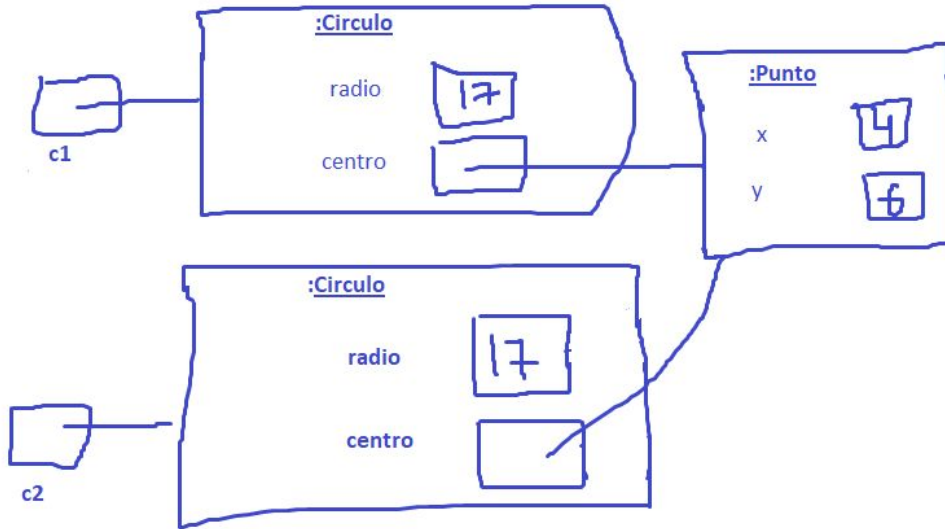 :Circulo
radio 17
c1
centro
:Punto
x 4
y 6
:Circulo
radio 17
centro
c2